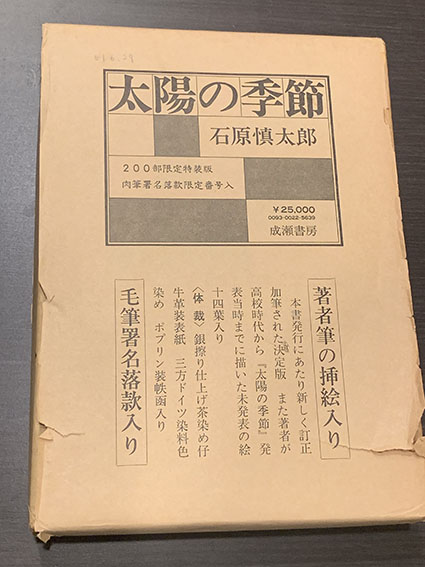 太陽の季節
石原慎太郎
200部限定特装版
肉筆署名落款限定番号入
￥25,000
0093-0022-5639
成瀬書房
著者筆の挿絵入り
本書発行にあたり新しく訂正
加筆された決定版 また著者が
高校時代から『太陽の季節』発
表当時までに描いた未発表の絵
十四葉入り
〈体 裁〉銀擦り仕上げ茶染め仔
牛革装表紙 三方ドイツ染料色
染め ポプリン装帙函入り
毛筆署名落款入り